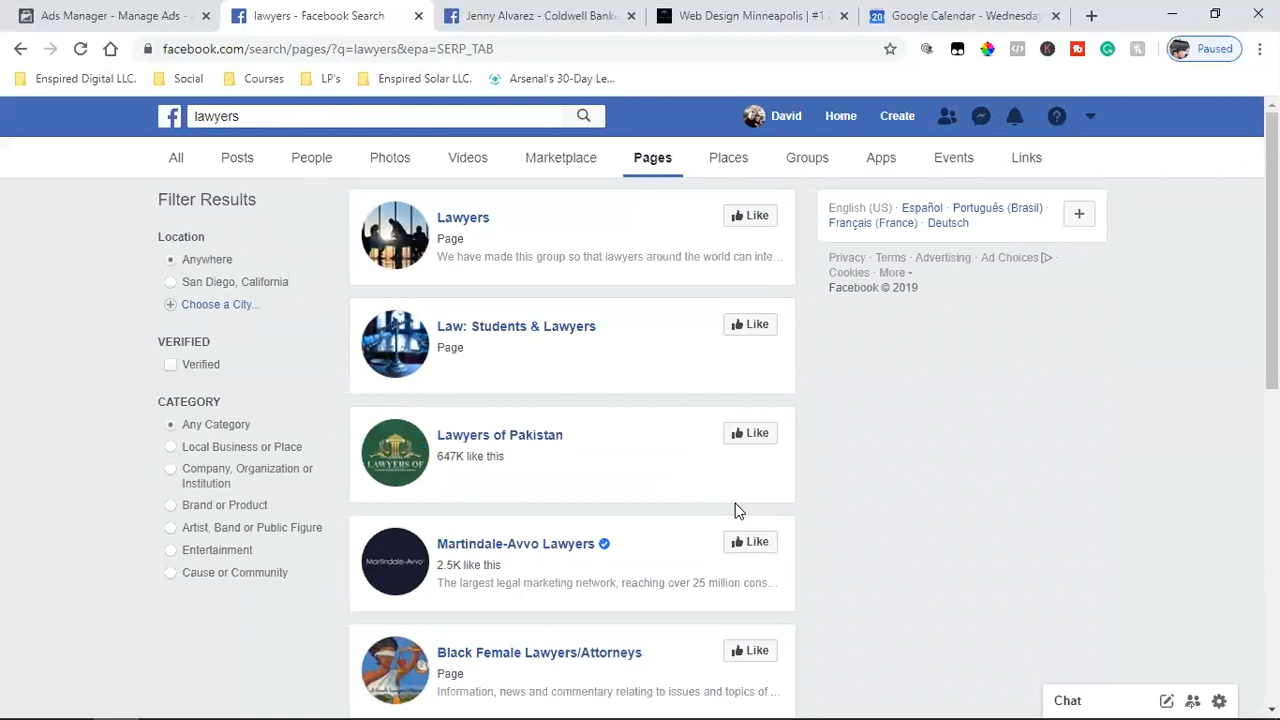 Ads Manager - Manage Ads -
lawyers - Facebook Search
Jenny Alvarez - Coldwell Bank
Web Design Minneapolis | #1
Google Calendar - Wednesday
facebook.com/search/pages/?q=lawyers&epa=SERP_TAB
Paused
Enspired Digital LLC.
Social
Courses
LP's
Enspired Solar LLC.
Arsenal's 30-Day Le...
lawyers
David
Home
Create
All
Posts
People
Photos
Videos
Marketplace
Pages
Places
Groups
Apps
Events
Links
Filter Results
Location
Anywhere
San Diego, California
Choose a City...
VERIFIED
Verified
CATEGORY
Any Category
Local Business or Place
Company, Organization or
Institution
Brand or Product
Artist, Band or Public Figure
Entertainment
Cause or Community
Lawyers
Like
Page
We have made this group so that lawyers around the world can inte...
Law: Students & Lawyers
Like
Page
Lawyers of Pakistan
Like
647K like this
LAWYERS OF
Martindale-Avvo Lawyers
Like
2.5K like this
The largest legal marketing network, reaching over 25 million cons...
Martindale-Avvo
Black Female Lawyers/Attorneys
Like
Page
Information, news and commentary relating to issues and topics of ...
English (US) · Español · Português (Brasil) ·
Français (France) · Deutsch
Privacy · Terms · Advertising · Ad Choices ·
Cookies · More
Facebook © 2019
Chat